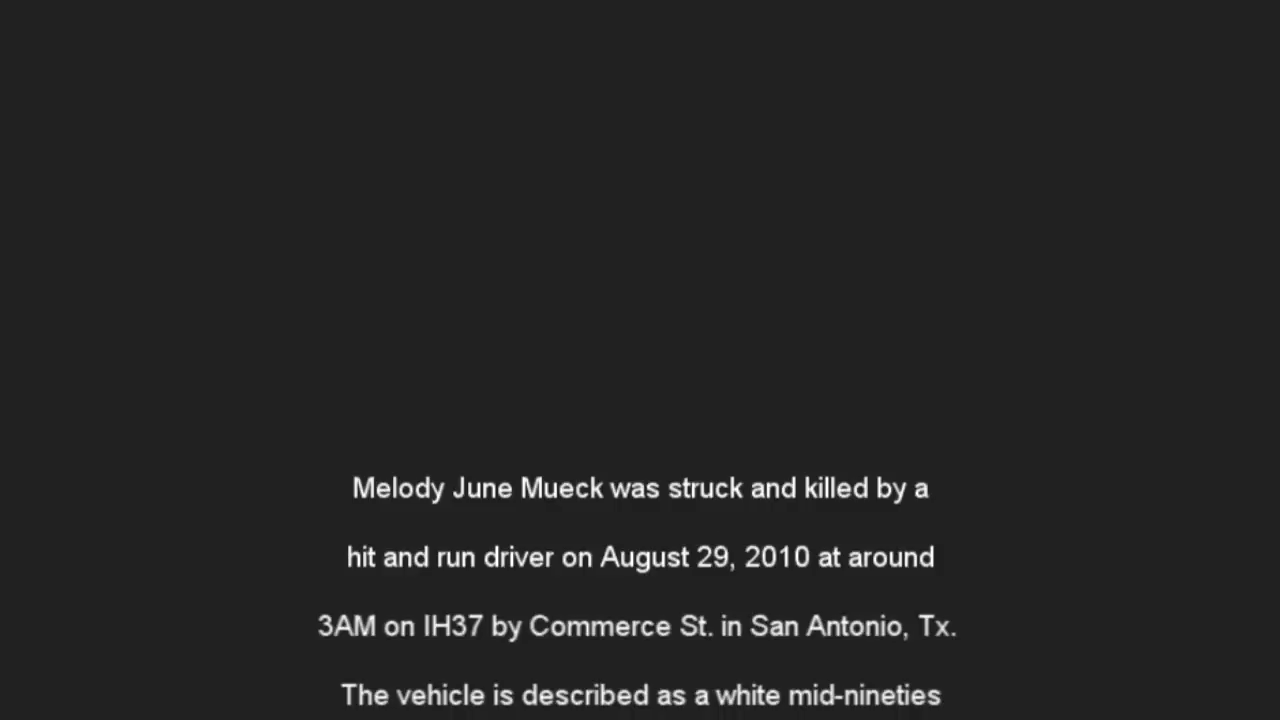 Melody June Mueck was struck and killed by a
hit and run driver on August 29, 2010 at around
3AM on IH37 by Commerce St. in San Antonio, Tx.
The vehicle is described as a white mid-nineties